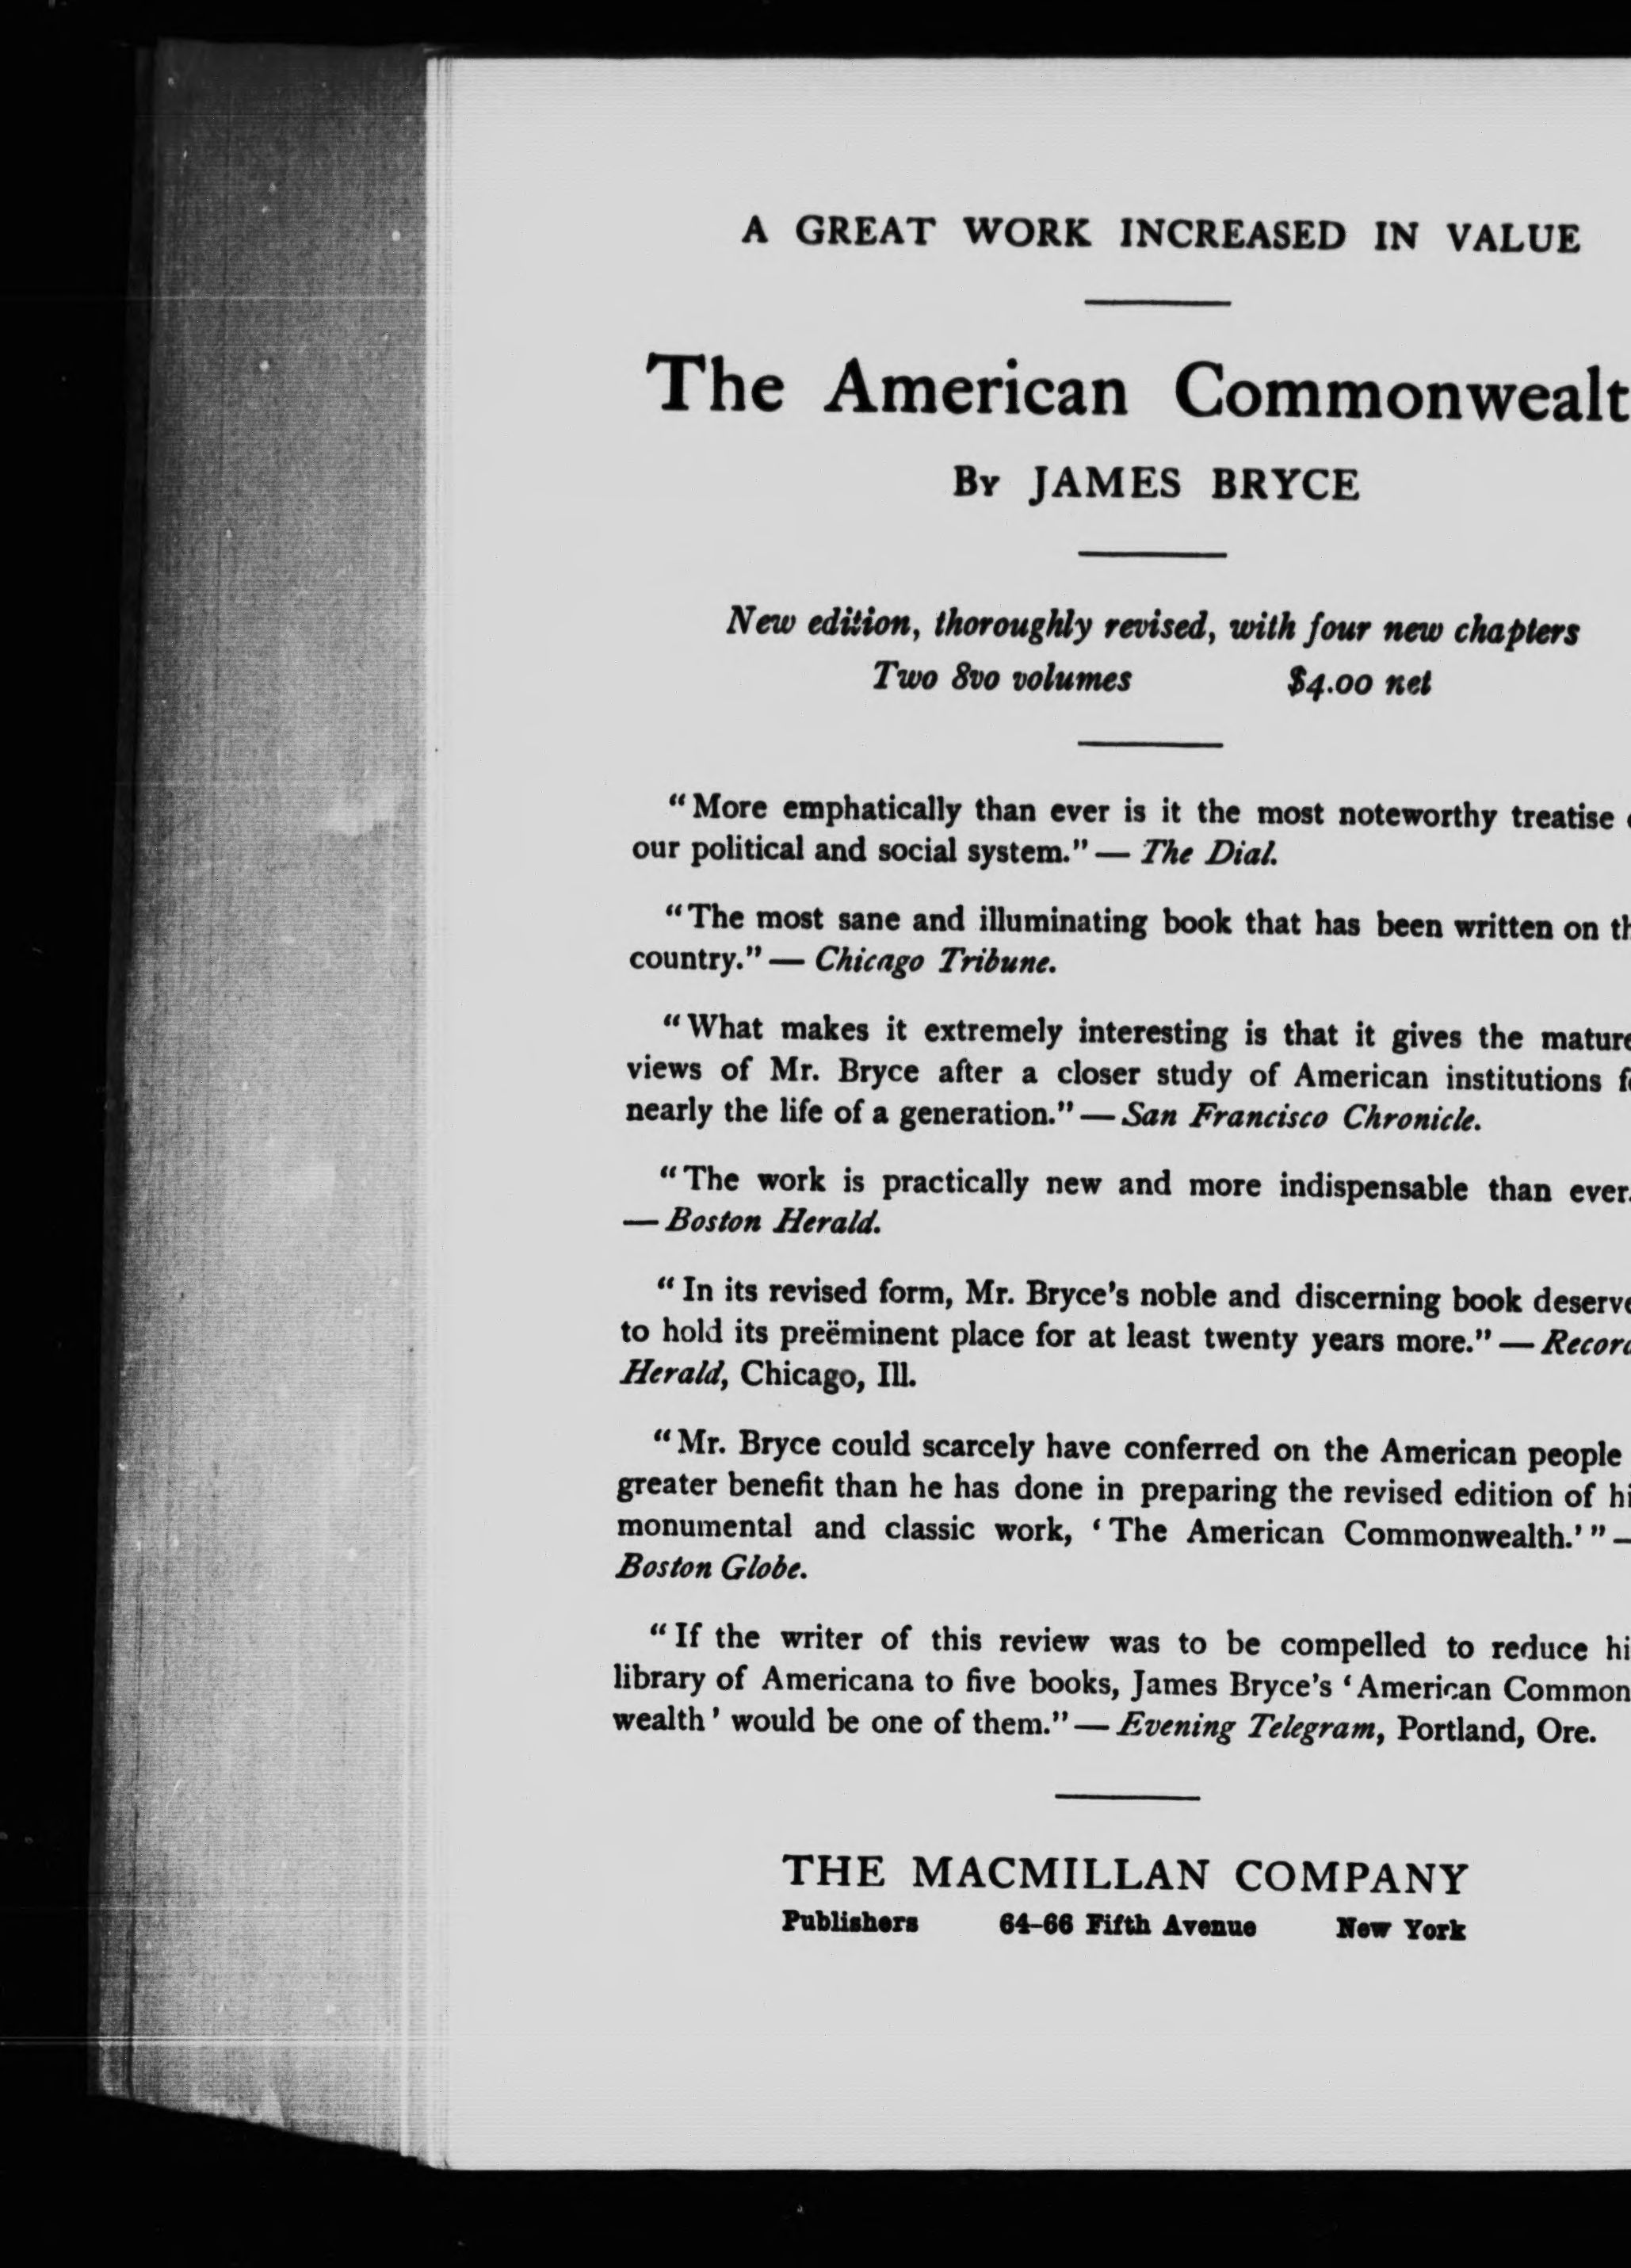 A GREAT WORK INCREASED IN VALUE
The American Commonwealt
By JAMES BRYCE
New edition, thoroughly revised, with four new chapters
Two 8vo volumes $4.00 net
“More emphatically than ever is it the most noteworthy treatise
our political and social system.”—The Dial.
“The most sane and illuminating book that has been written on th
country.”—Chicago Tribune.
“What makes it extremely interesting is that it gives the mature
views of Mr. Bryce after a closer study of American institutions f
nearly the life of a generation.”—San Francisco Chronicle.
“The work is practically new and more indispensable than ever.
—Boston Herald.
“In its revised form, Mr. Bryce’s noble and discerning book deserve
to hold its preëminent place for at least twenty years more.”—Recor
Herald, Chicago, Ill.
“Mr. Bryce could scarcely have conferred on the American people
greater benefit than he has done in preparing the revised edition of hi
monumental and classic work, ‘The American Commonwealth.’”—
Boston Globe.
“If the writer of this review was to be compelled to reduce hi
library of Americana to five books, James Bryce’s ‘American Common
wealth’ would be one of them.”—Evening Telegram, Portland, Ore.
THE MACMILLAN COMPANY
Publishers 64–66 Fifth Avenue New York